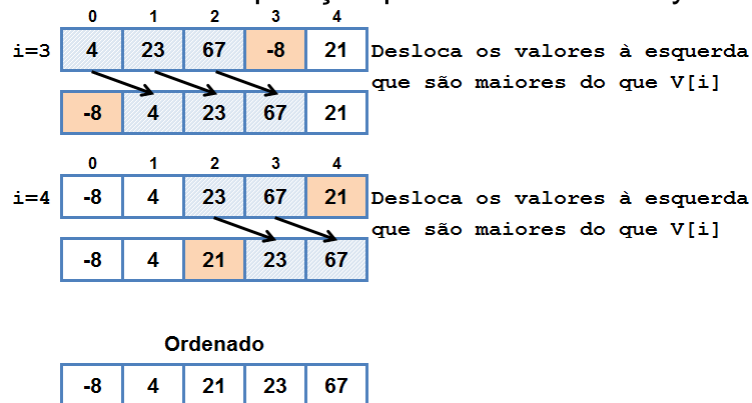 0 1 2 3 4
i=3 4 23 67 -8 21 Desloca os valores à esquerda
que são maiores do que V[i]
-8 4 23 67 21
0 1 2 3 4
i=4 -8 4 23 67 21 Desloca os valores à esquerda
que são maiores do que V[i]
-8 4 21 23 67
Ordenado
-8 4 21 23 67